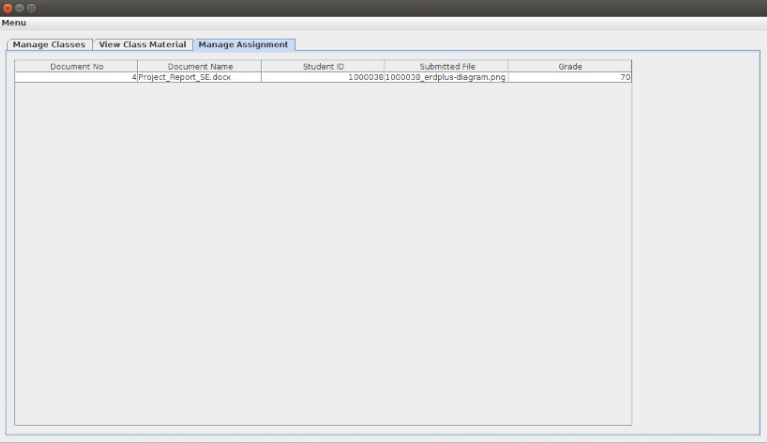 Menu
Manage Classes View Class Material Manage Assignment
Document No Document Name Student ID Submitted File Grade
4 Project_Report_SE.docx 1000038 1000038_erdplus-diagram.png 70